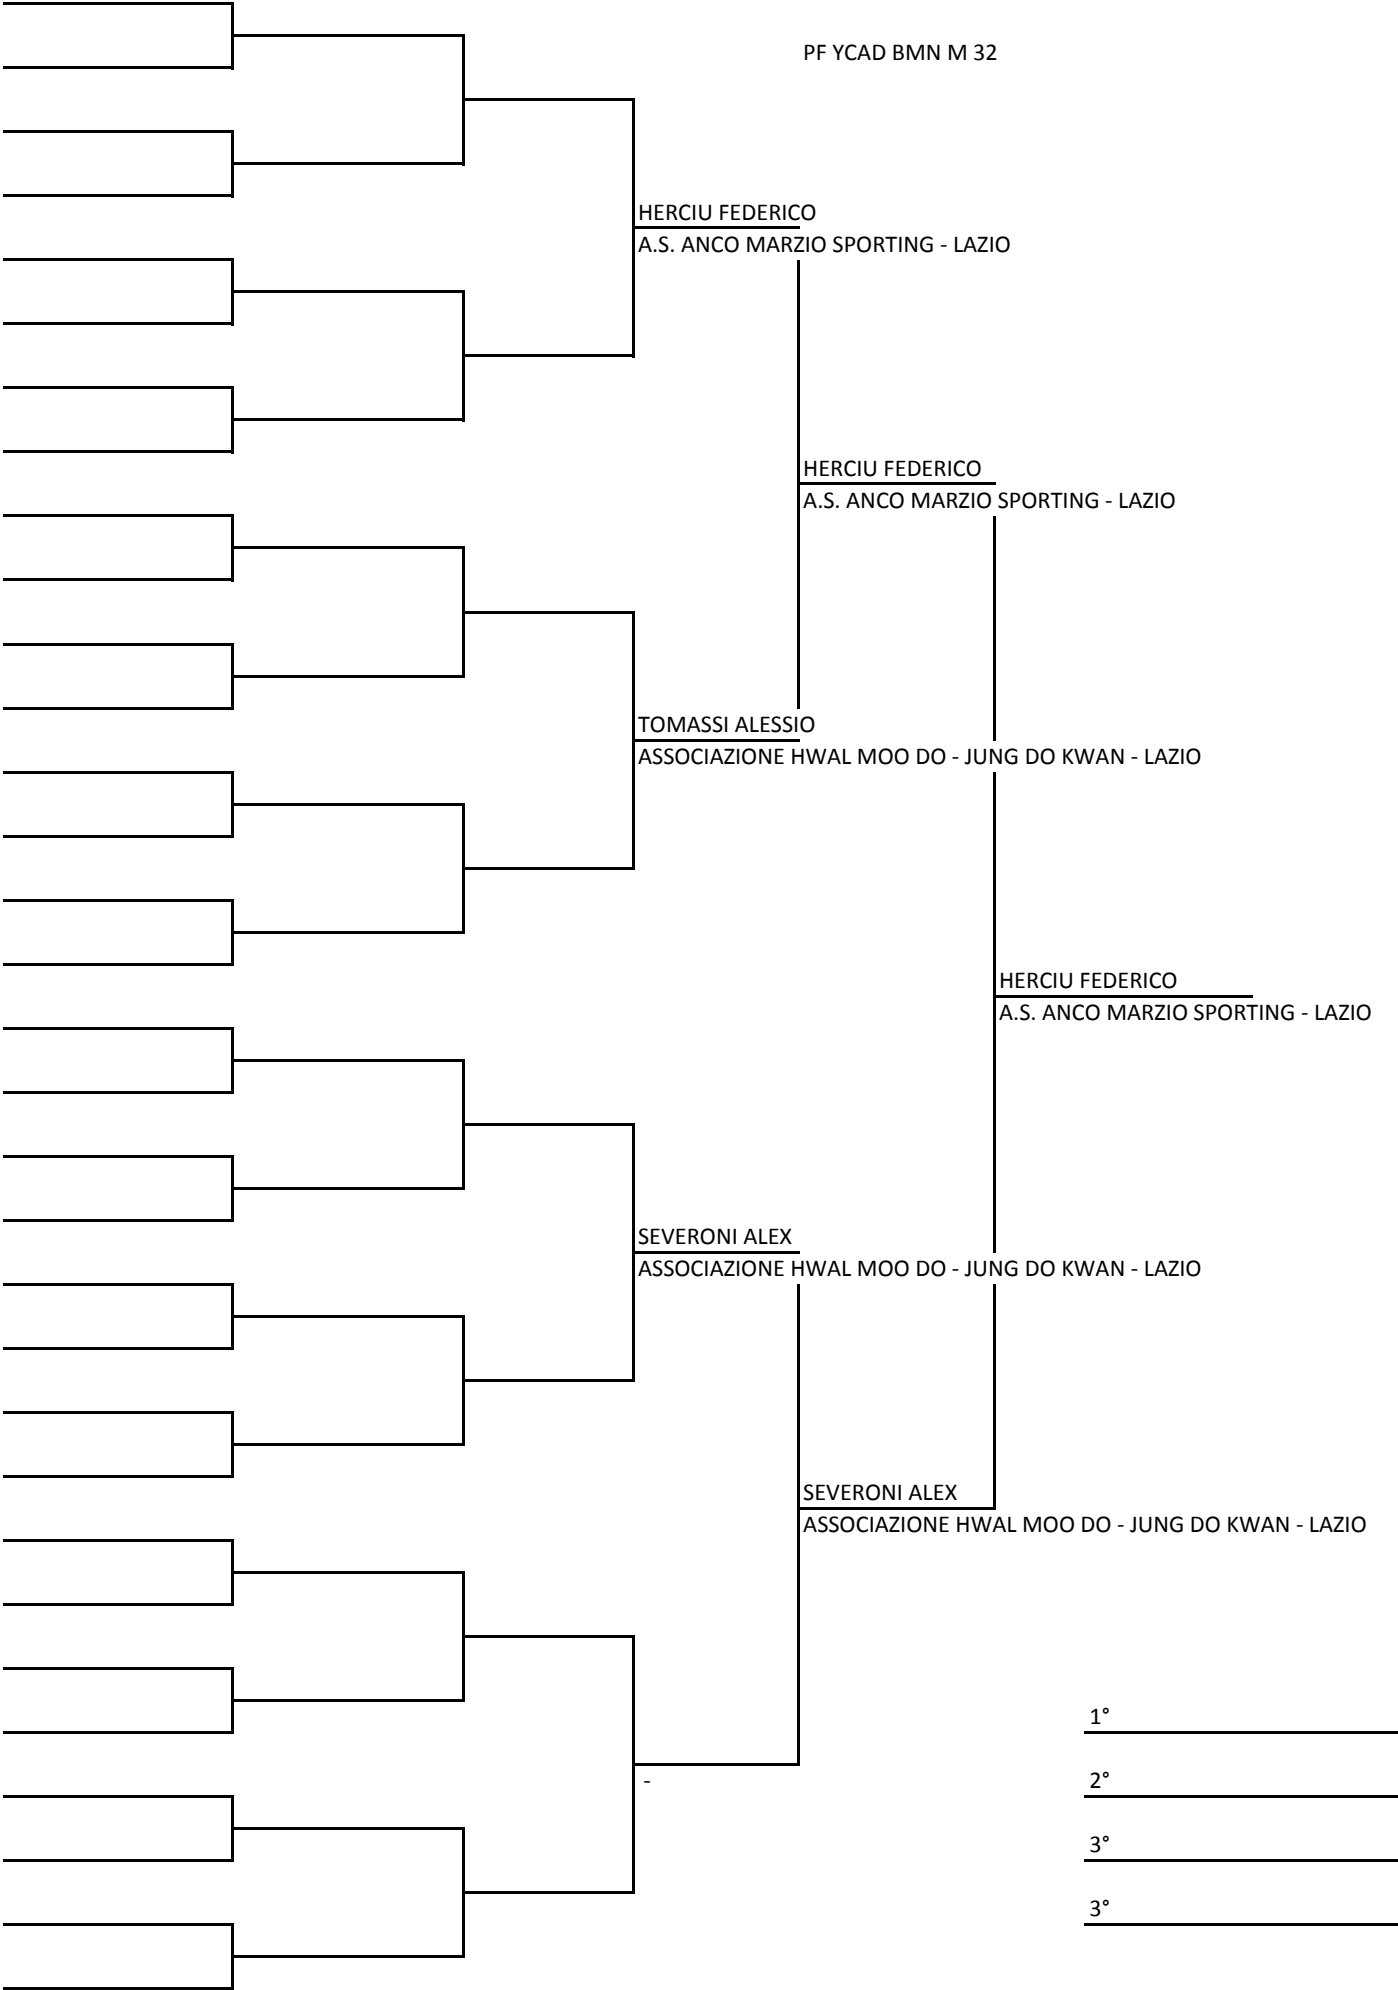 PF YCAD BMN M 32
HERCIU FEDERICO
A.S. ANCO MARZIO SPORTING - LAZIO
HERCIU FEDERICO
A.S. ANCO MARZIO SPORTING - LAZIO
TOMASSI ALESSIO
ASSOCIAZIONE HWAL MOO DO - JUNG DO KWAN - LAZIO
HERCIU FEDERICO
A.S. ANCO MARZIO SPORTING - LAZIO
SEVERONI ALEX
ASSOCIAZIONE HWAL MOO DO - JUNG DO KWAN - LAZIO
SEVERONI ALEX
ASSOCIAZIONE HWAL MOO DO - JUNG DO KWAN - LAZIO
1°
-
2°
3°
3°